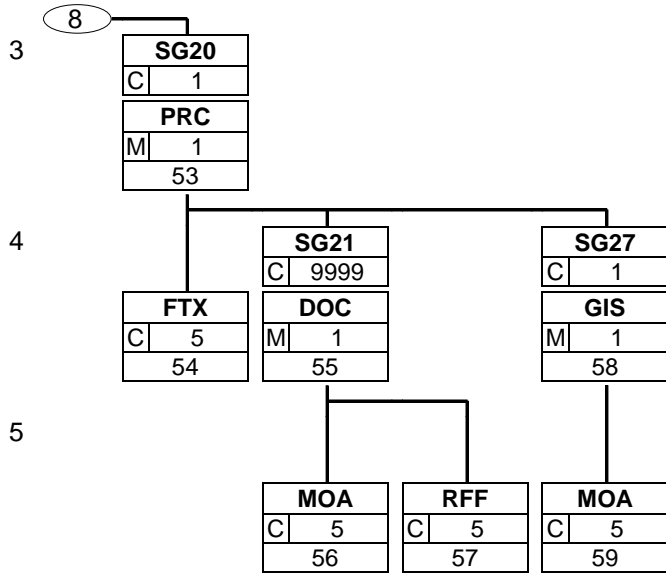 8
3
SG20
C 1
PRC
M 1
53
4
SG21
C 9999
SG27
C 1
FTX
C 5
54
DOC
M 1
55
GIS
M 1
58
5
MOA
C 5
56
RFF
C 5
57
MOA
C 5
59